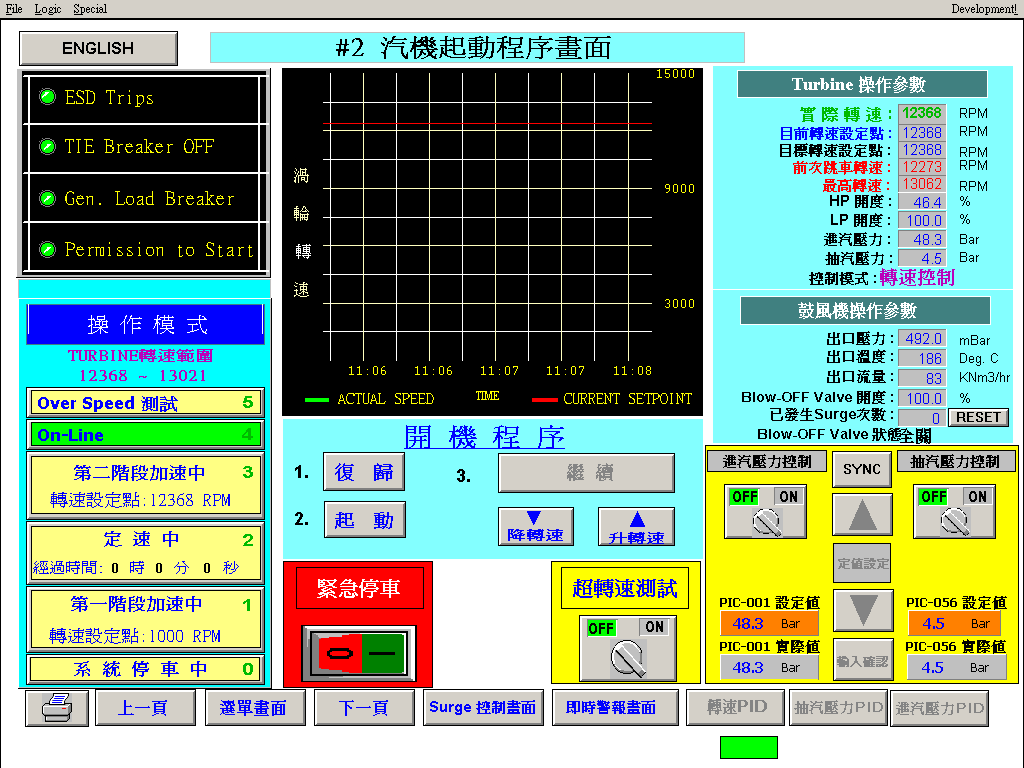 File Logic Special Development!
ENGLISH
#2 汽機起動程序畫面
ESD Trips
TIE Breaker OFF
Gen. Load Breaker
Permission to Start
操作模式
TURBINE轉速範圍
12368 ~ 13021
Over Speed 測試 5
On-Line 4
第二階段加速中 3
轉速設定點:12368 RPM
定速中 2
經過時間: 0 時 0 分 0 秒
第一階段加速中 1
轉速設定點:1000 RPM
系統停車中 0
渦輪轉速
15000
9000
3000
11:06 11:06 11:07 11:07 11:08
ACTUAL SPEED TIME CURRENT SETPOINT
開機程序
1. 復歸
2. 起動
3. 繼續
降轉速 升轉速
緊急停車
超轉速測試
OFF ON
Turbine 操作參數
實際轉速: 12368 RPM
目前轉速設定點: 12368 RPM
目標轉速設定點: 12368 RPM
前次跳車轉速: 12273 RPM
最高轉速: 13062 RPM
HP 開度: 46.4 %
LP 開度: 100.0 %
進汽壓力: 48.3 Bar
抽汽壓力: 4.5 Bar
控制模式:轉速控制
鼓風機操作參數
出口壓力: 492.0 mBar
出口溫度: 186 Deg. C
出口流量: 83 KNm3/hr
Blow-OFF Valve 開度: 100.0 %
已發生Surge次數: 0 RESET
Blow-OFF Valve 狀態:全關
進汽壓力控制 SYNC 抽汽壓力控制
OFF ON OFF ON
定值設定
PIC-001 設定值 PIC-056 設定值
48.3 Bar 4.5 Bar
PIC-001 實際值 PIC-056 實際值
48.3 Bar 輸入確認 4.5 Bar
上一頁 選單畫面 下一頁 Surge 控制畫面 即時警報畫面 轉速PID 抽汽壓力PID 進汽壓力PID